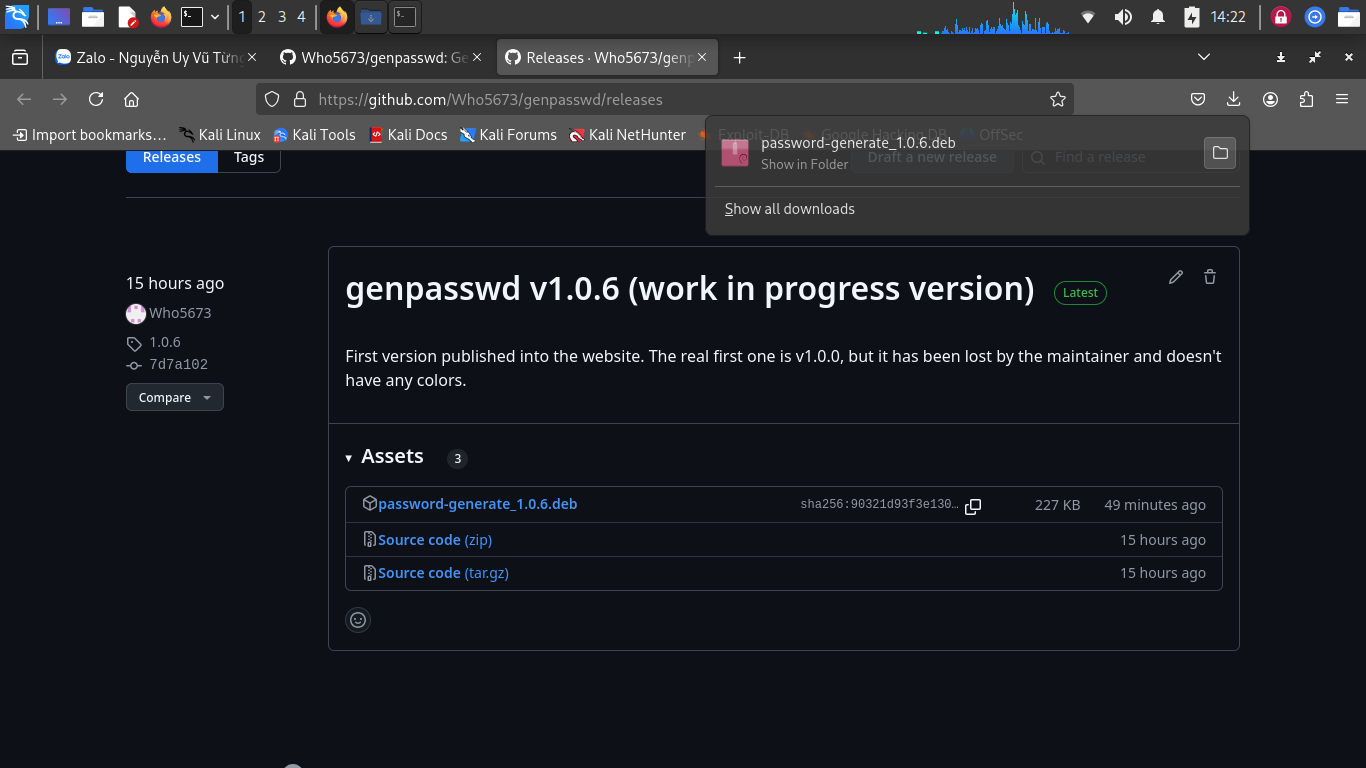 1 2 3 4
14:22
Zalo - Nguyễn Uy Vũ Từng
Who5673/genpasswd: Ge
Releases · Who5673/genp
https://github.com/Who5673/genpasswd/releases
Import bookmarks…
Kali Linux
Kali Tools
Kali Docs
Kali Forums
Kali NetHunter
Exploit-DB
Google Hacking DB
OffSec
password-generate_1.0.6.deb
Show in Folder
Show all downloads
Releases
Tags
Draft a new release
Find a release
15 hours ago
Who5673
1.0.6
7d7a102
Compare
genpasswd v1.0.6 (work in progress version)
Latest
First version published into the website. The real first one is v1.0.0, but it has been lost by the maintainer and doesn't
have any colors.
Assets 3
password-generate_1.0.6.deb
sha256:90321d93f3e130…
227 KB
49 minutes ago
Source code (zip)
15 hours ago
Source code (tar.gz)
15 hours ago